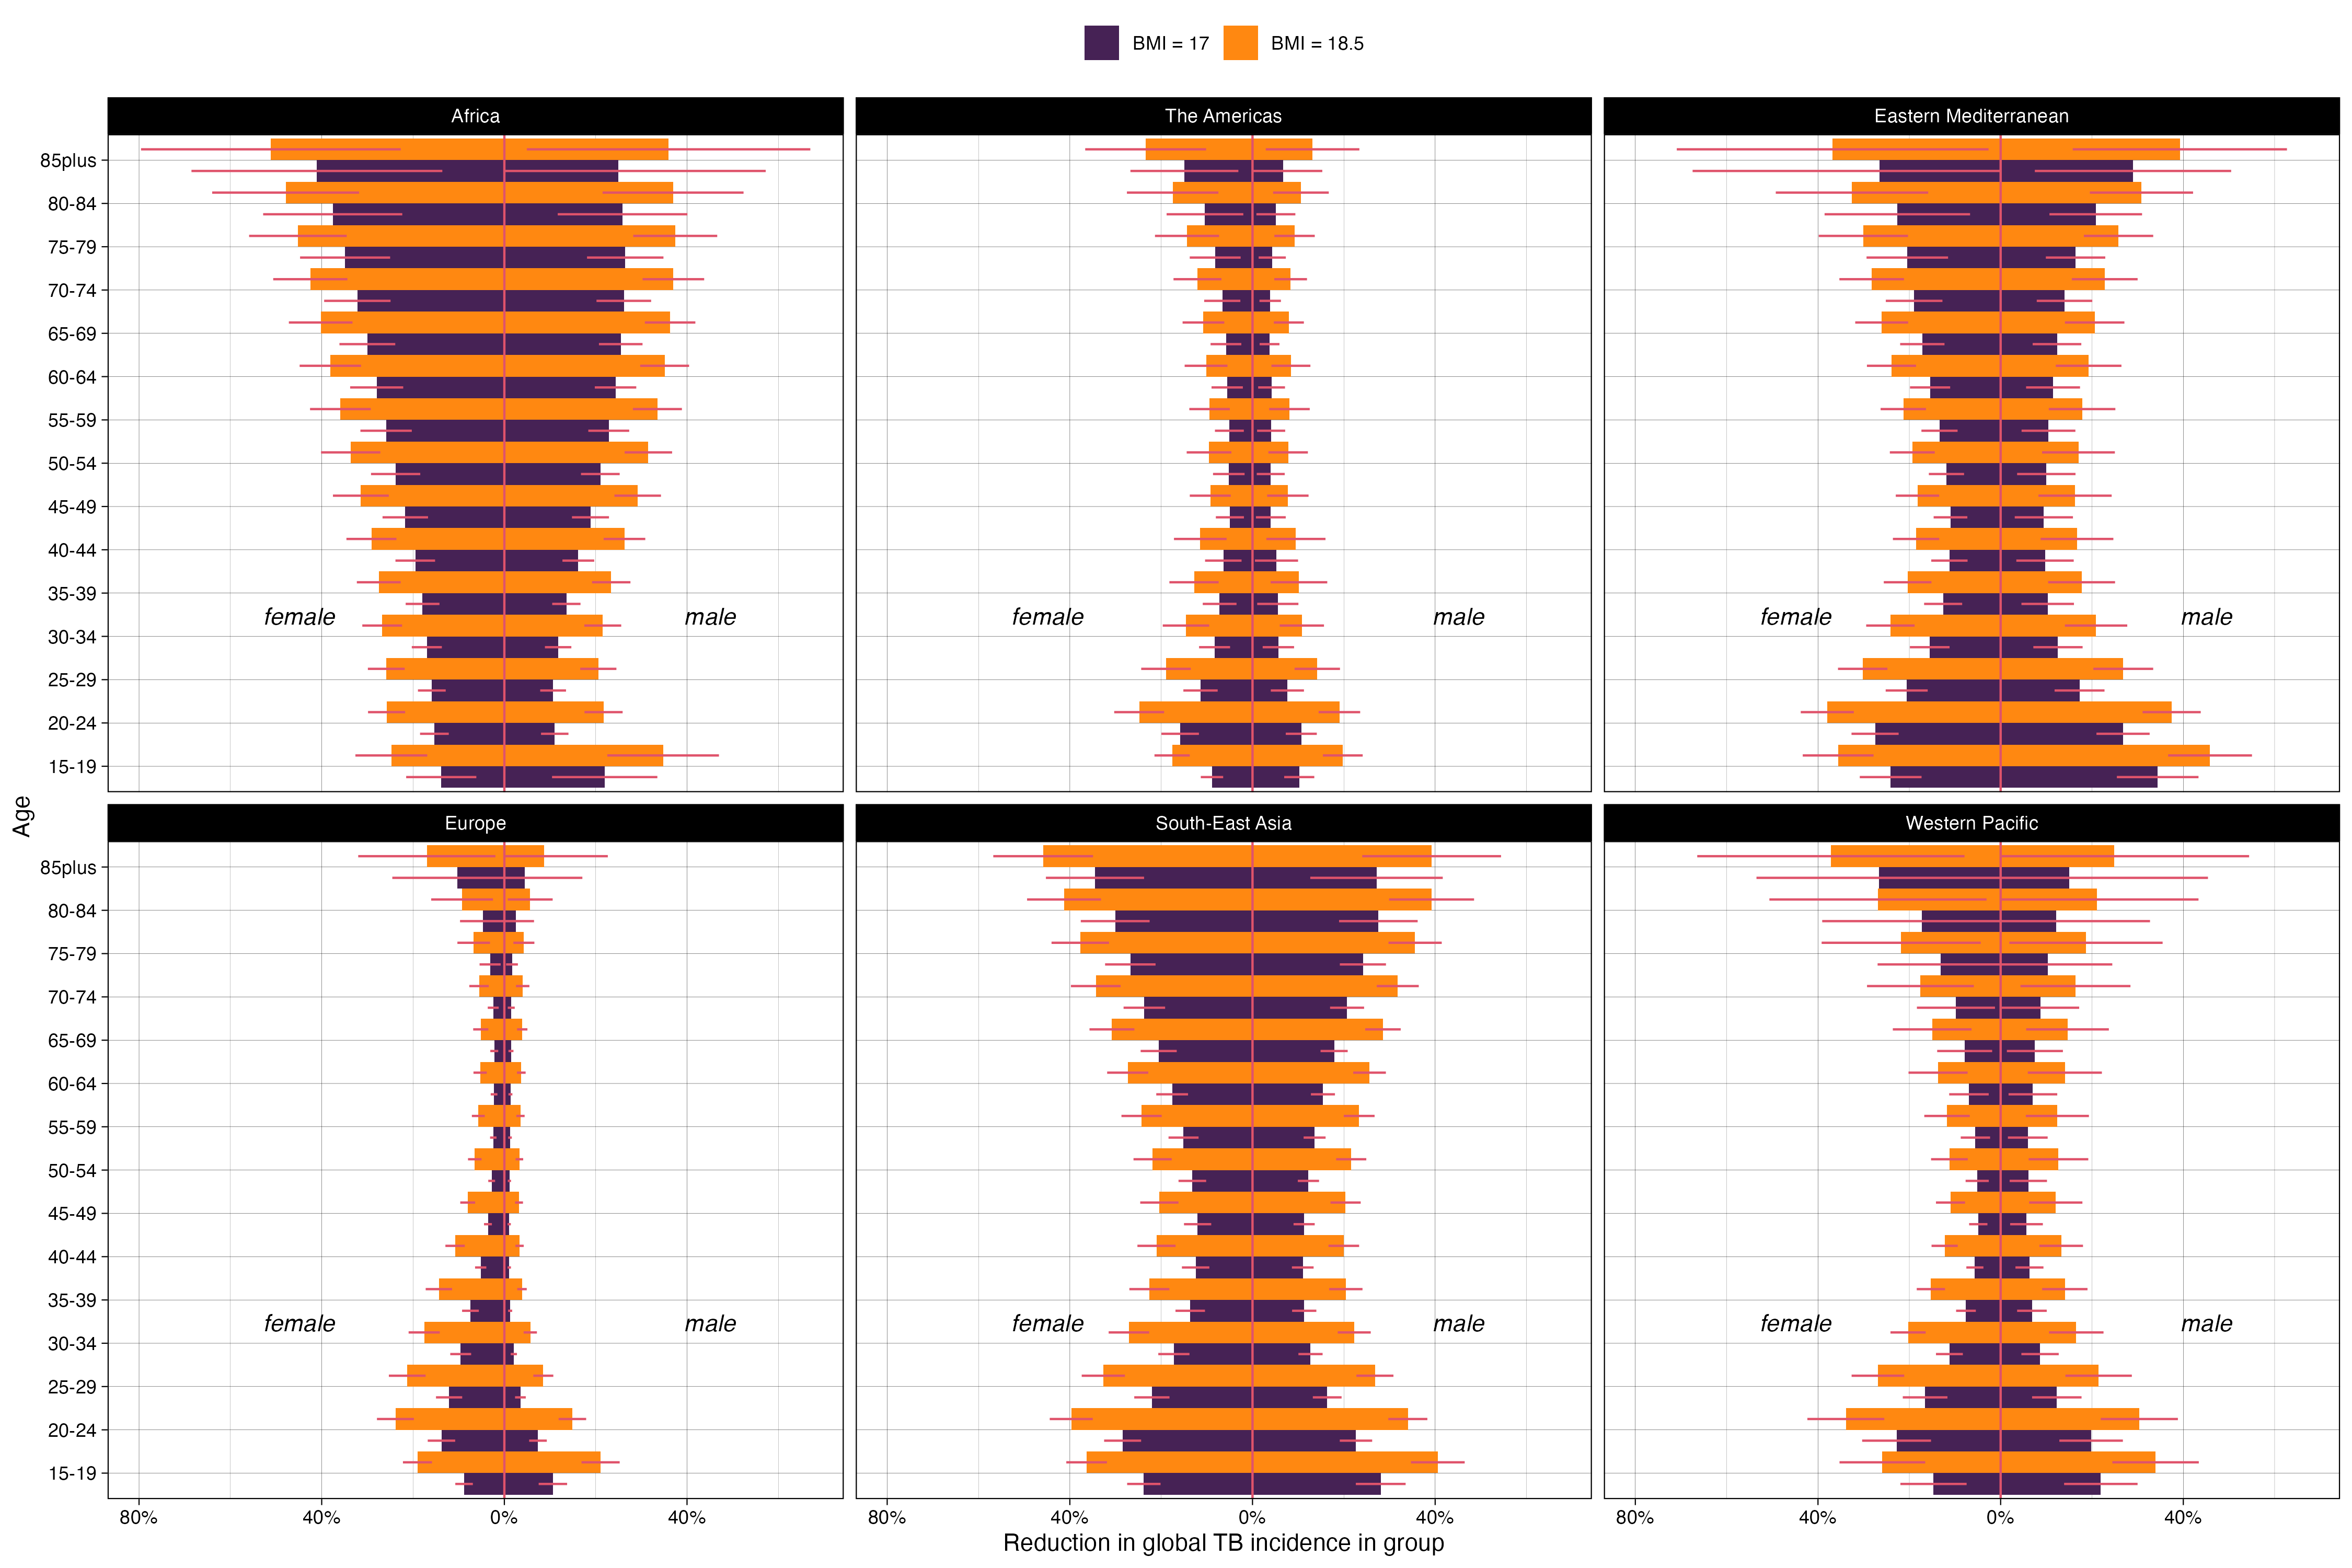 BMI = 17 BMI = 18.5
Africa The Americas Eastern Mediterranean
85plus
80-84
75-79
70-74
65-69
60-64
55-59
50-54
45-49
40-44
35-39
female male female male female male
30-34
25-29
20-24
15-19
Age
Europe South-East Asia Western Pacific
85plus
80-84
75-79
70-74
65-69
60-64
55-59
50-54
45-49
40-44
35-39
female male female male female male
30-34
25-29
20-24
15-19
80% 40% 0% 40% 80% 40% 0% 40% 80% 40% 0% 40%
Reduction in global TB incidence in group